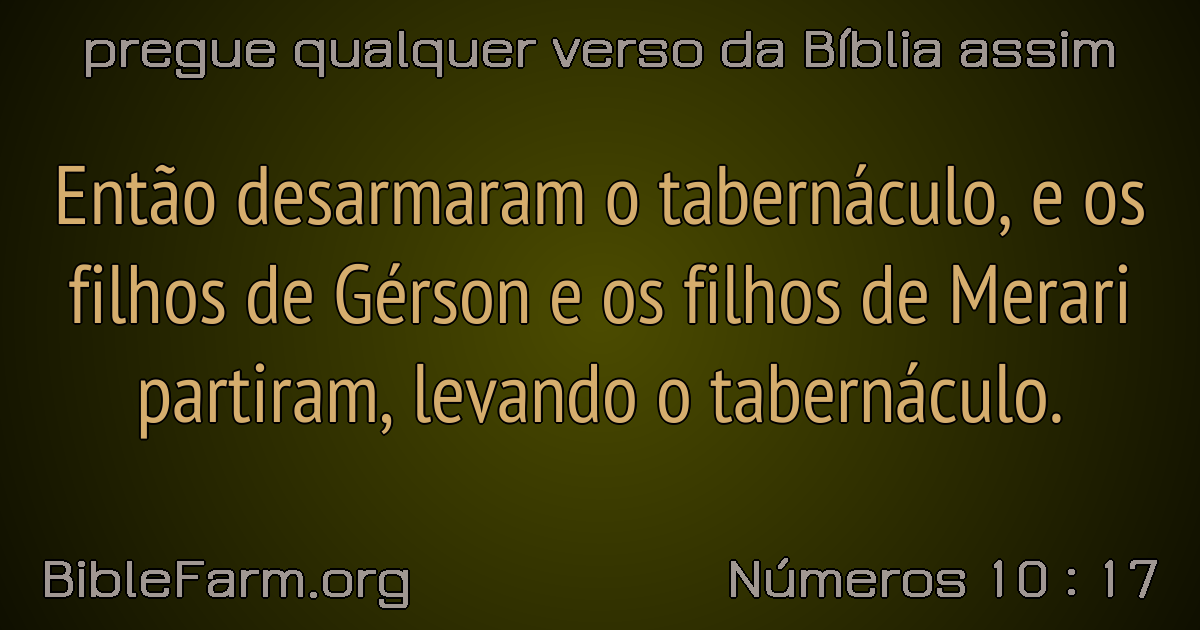 pregue qualquer verso da Bíblia assim
Então desarmaram o tabernáculo, e os
filhos de Gérson e os filhos de Merari
partiram, levando o tabernáculo.
BibleFarm.org
Números 10 : 17